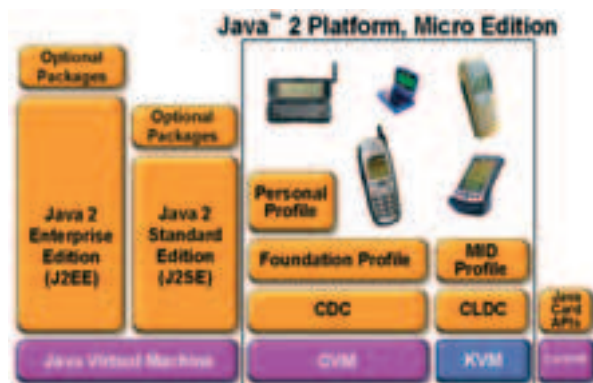 Java™ 2 Platform, Micro Edition
Optional
Packages
Optional
Packages
Java 2
Enterprise
Edition
(J2EE)
Java 2
Standard
Edition
(J2SE)
Personal
Profile
Foundation Profile
MID
Profile
CDC
CLDC
Java
Card
APIs
Java Virtual Machine
CVM
KVM